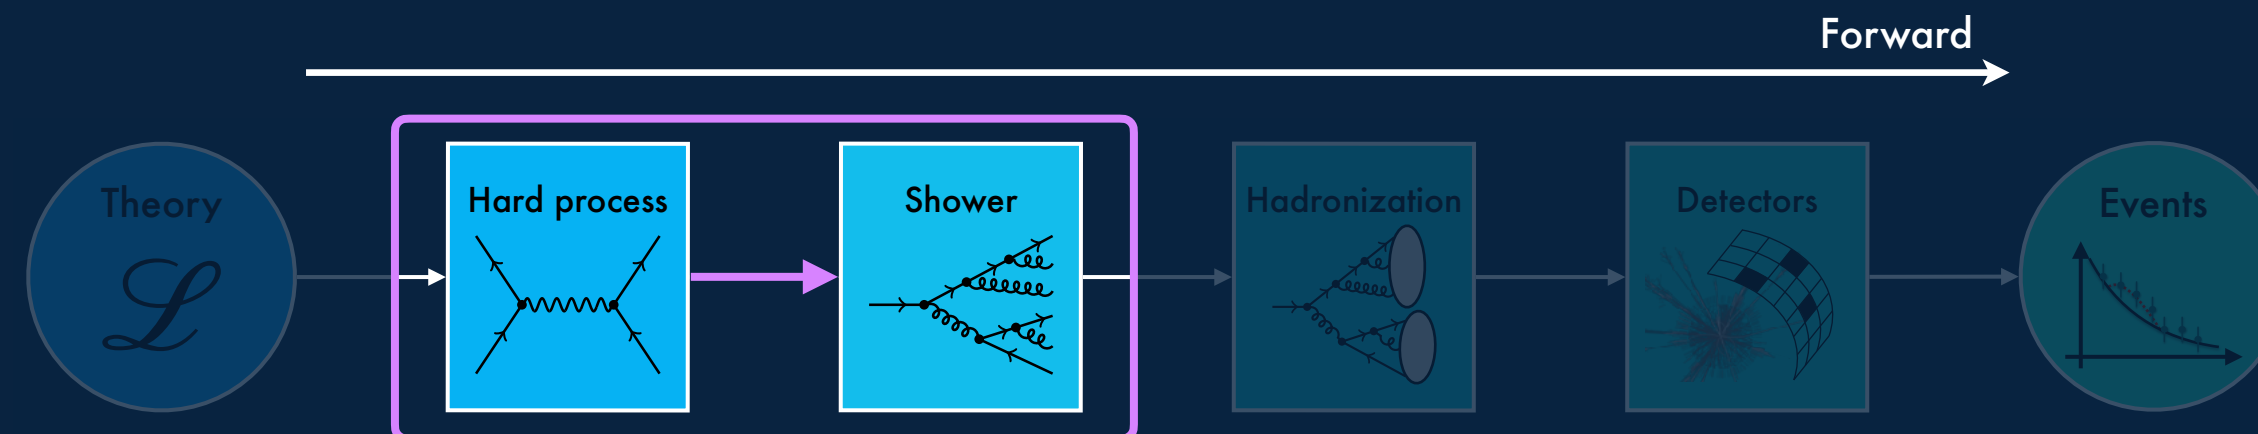 Forward
Theory
ℒ
Hard process
Shower
Hadronization
Detectors
Events